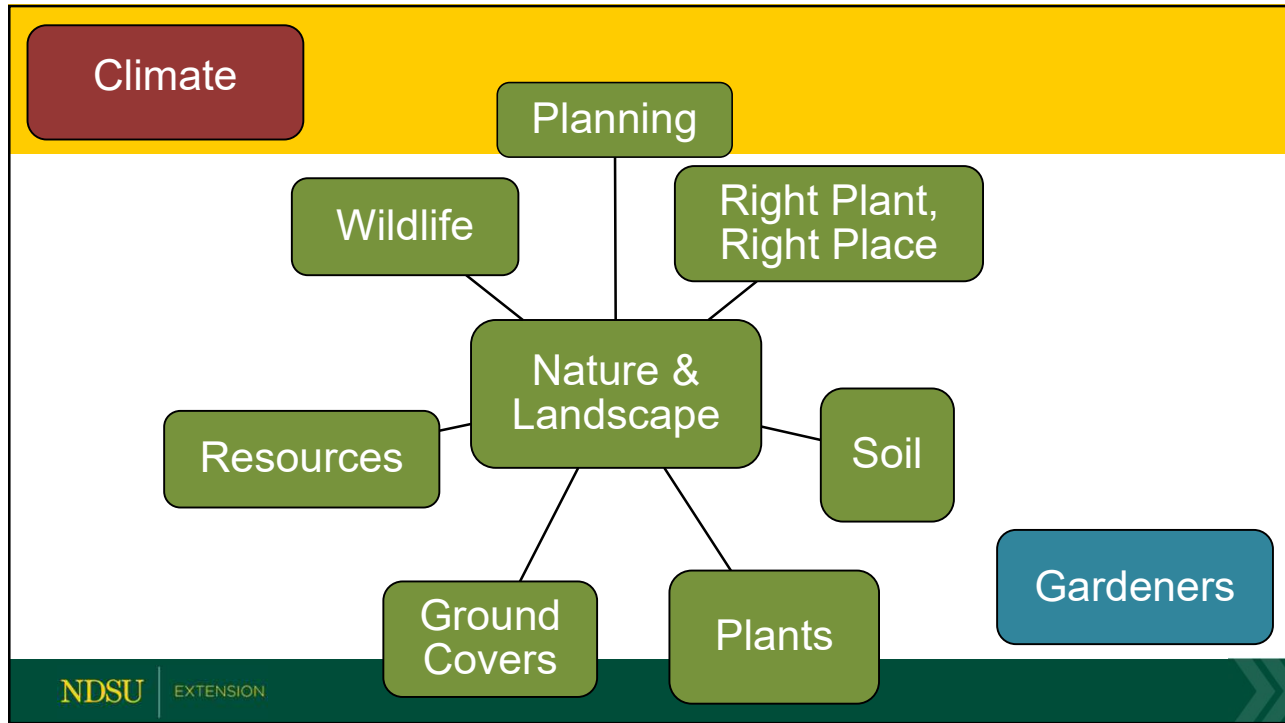 Climate
Planning
Wildlife
Right Plant,
Right Place
Nature &
Landscape
Resources
Soil
Ground
Covers
Plants
Gardeners
NDSU EXTENSION